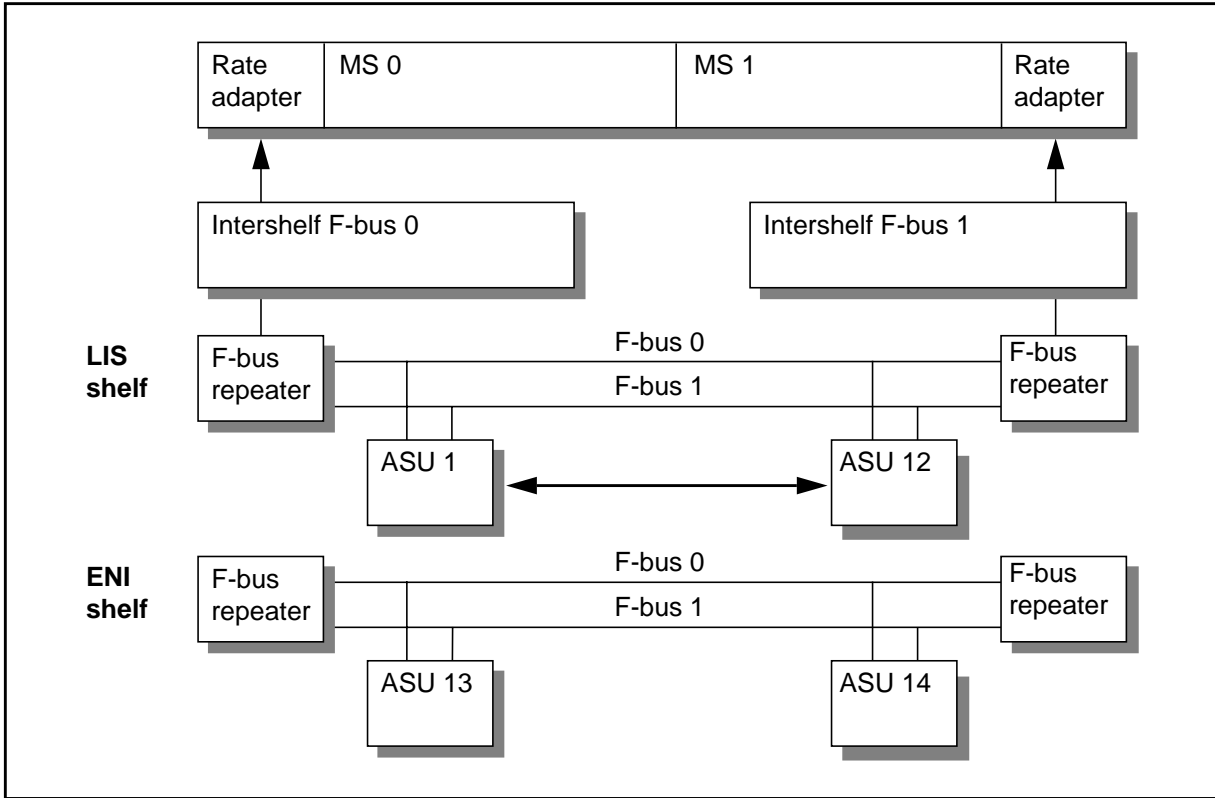 Rate
adapter
MS 0
MS 1
Rate
adapter
Intershelf F-bus 0
Intershelf F-bus 1
LIS
shelf
F-bus
repeater
F-bus 0
F-bus 1
F-bus
repeater
ASU 1
ASU 12
ENI
shelf
F-bus
repeater
F-bus 0
F-bus 1
F-bus
repeater
ASU 13
ASU 14